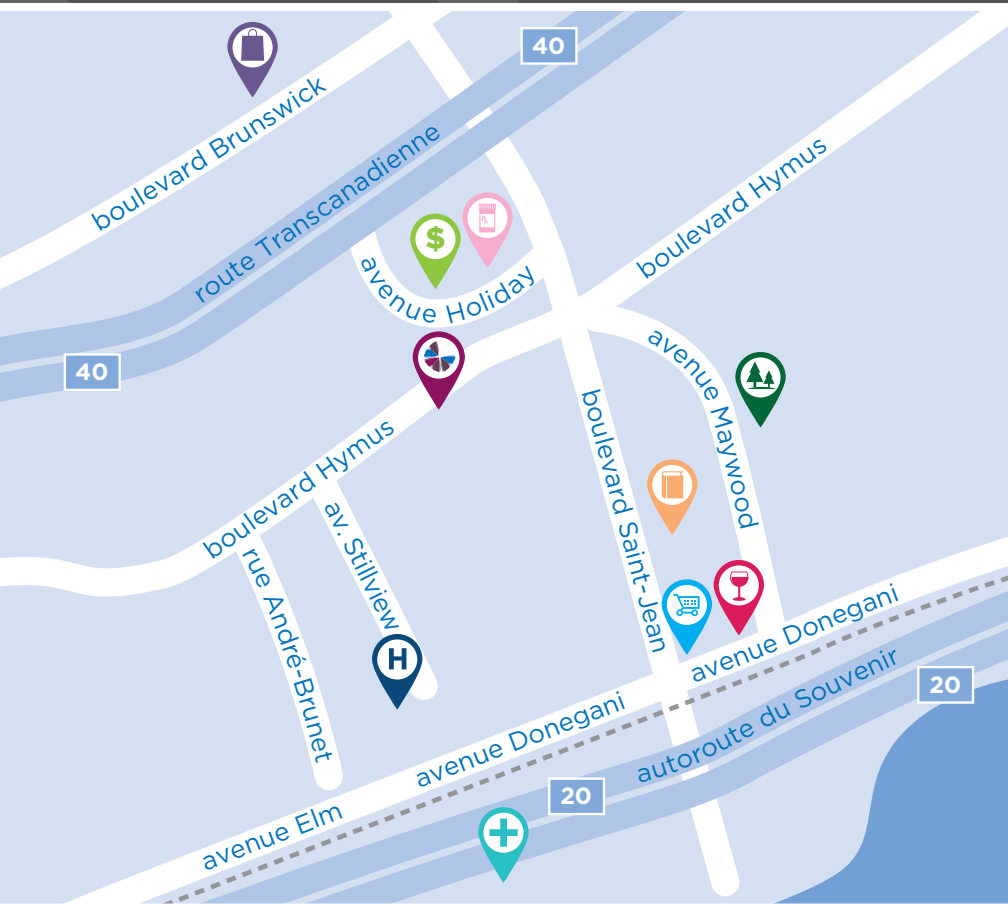 40
boulevard Brunswick
route Transcanadienne
boulevard Hymus
$
Rx
avenue Holiday
40
avenue Maywood
boulevard Saint-Jean
boulevard Hymus
av. Stillview
rue André-Brunet
H
avenue Donegani
avenue Donegani
autoroute du Souvenir
20
20
avenue Elm